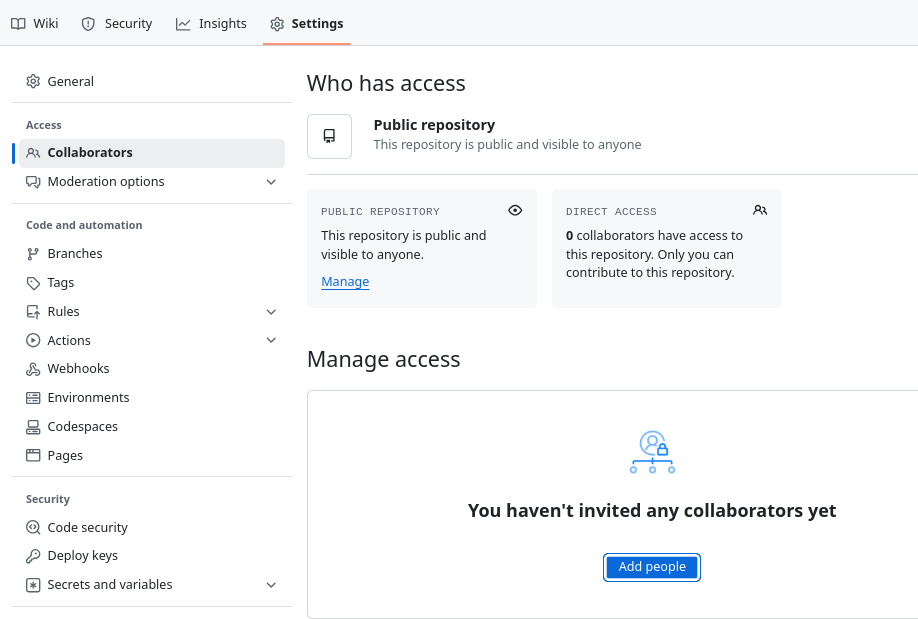 Wiki Security Insights Settings
General
Access
Collaborators
Moderation options
Code and automation
Branches
Tags
Rules
Actions
Webhooks
Environments
Codespaces
Pages
Security
Code security
Deploy keys
Secrets and variables
Who has access
Public repository
This repository is public and visible to anyone
PUBLIC REPOSITORY
This repository is public and
visible to anyone.
Manage
DIRECT ACCESS
0 collaborators have access to
this repository. Only you can
contribute to this repository.
Manage access
You haven't invited any collaborators yet
Add people